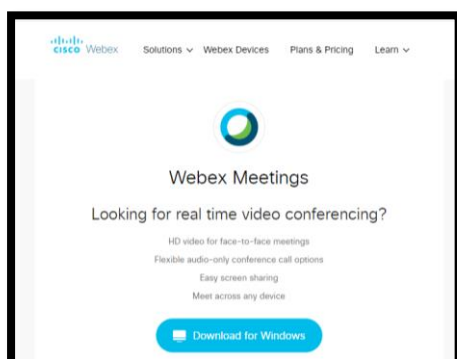 CISCO Webex Solutions Webex Devices Plans & Pricing Learn
Webex Meetings
Looking for real time video conferencing?
HD video for face-to-face meetings
Flexible audio-only conference call options
Easy screen sharing
Meet across any device
Download for Windows